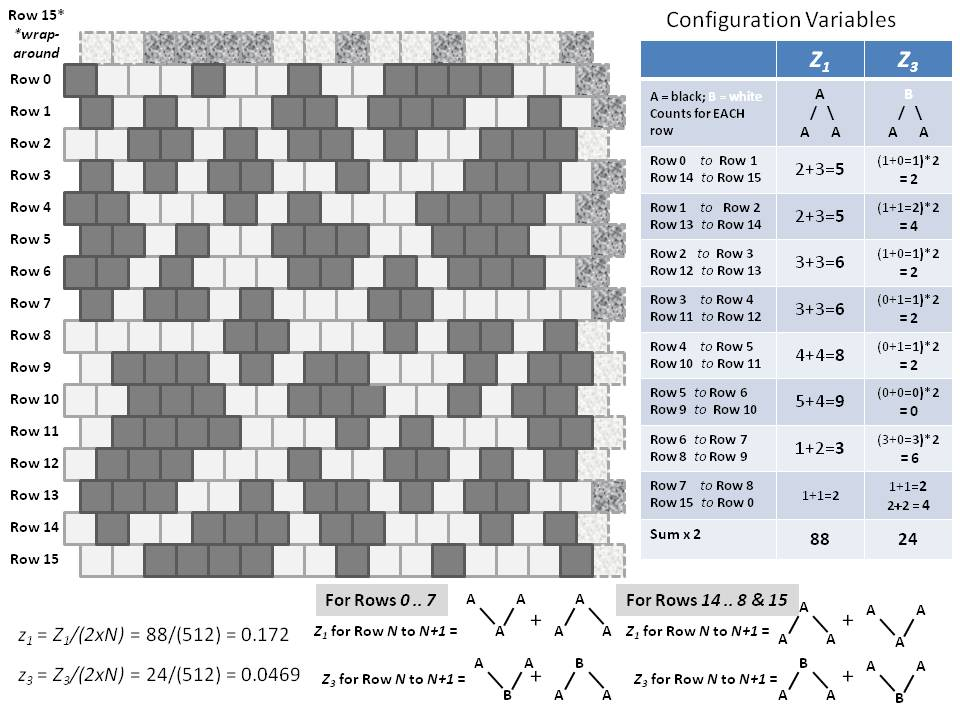 Configuration Variables
Row 15*
*wrap-
around
Row 0
Row 1
Row 2
Row 3
Row 4
Row 5
Row 6
Row 7
Row 8
Row 9
Row 10
Row 11
Row 12
Row 13
Row 14
Row 15
Z1 Z3
A = black; B = white
Counts for EACH
row
A
/ \
A A
B
/ \
A A
Row 0 to Row 1
Row 14 to Row 15
2+3=5
(1+0=1)*2
= 2
Row 1 to Row 2
Row 13 to Row 14
2+3=5
(1+1=2)*2
= 4
Row 2 to Row 3
Row 12 to Row 13
3+3=6
(1+0=1)*2
= 2
Row 3 to Row 4
Row 11 to Row 12
3+3=6
(0+1=1)*2
= 2
Row 4 to Row 5
Row 10 to Row 11
4+4=8
(0+1=1)*2
= 2
Row 5 to Row 6
Row 9 to Row 10
5+4=9
(0+0=0)*2
= 0
Row 6 to Row 7
Row 8 to Row 9
1+2=3
(3+0=3)*2
= 6
Row 7 to Row 8
Row 15 to Row 0
1+1=2
1+1=2
2+2 = 4
Sum x 2
88
24
z1 = Z1/(2xN) = 88/(512) = 0.172
z3 = Z3/(2xN) = 24/(512) = 0.0469
For Rows 0 .. 7
Z1 for Row N to N+1 =
A A
A
+
A
A A
Z3 for Row N to N+1 =
A A
B
+
B
A A
For Rows 14 .. 8 & 15
Z1 for Row N to N+1 =
A
A A
+
A A
A
Z3 for Row N to N+1 =
B
A A
+
A A
B